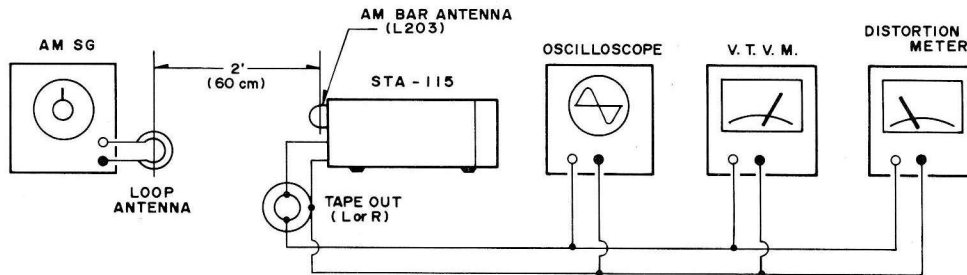 AM SG
LOOP
ANTENNA
2'
(60 cm)
AM BAR ANTENNA
(L203)
STA - 115
TAPE OUT
(L or R)
OSCILLOSCOPE
V. T. V. M.
DISTORTION
METER